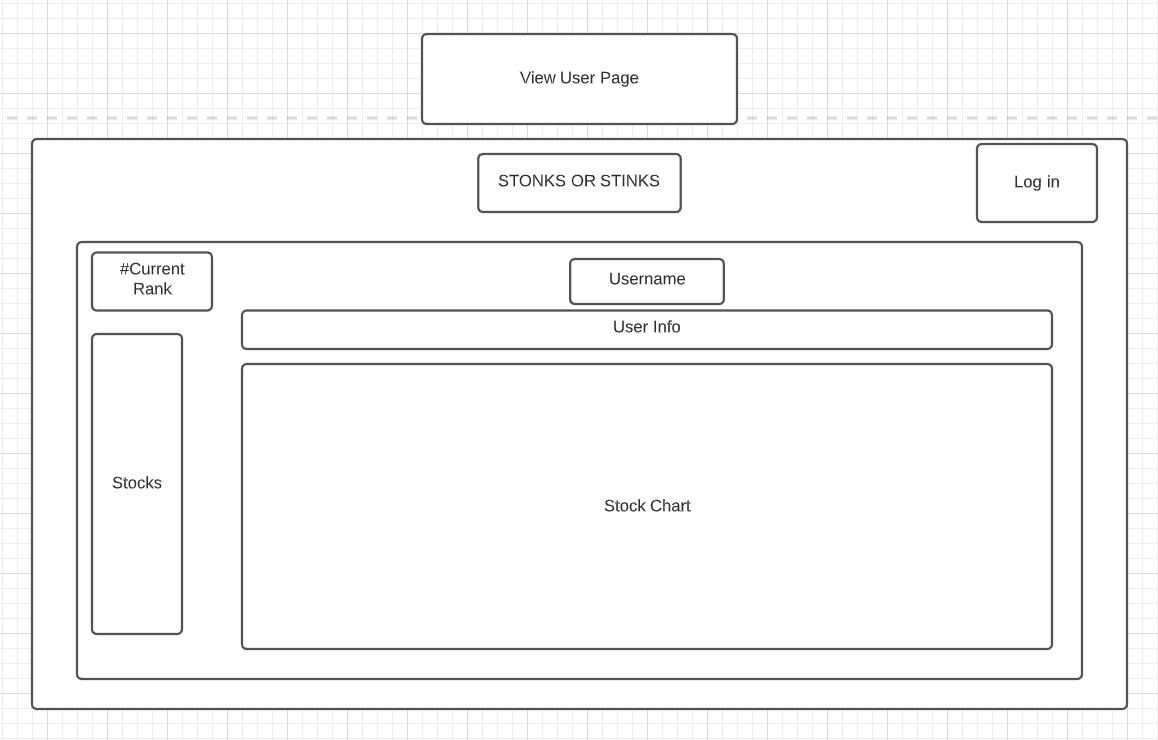 View User Page
STONKS OR STINKS
Log in
#Current
Rank
Username
User Info
Stocks
Stock Chart